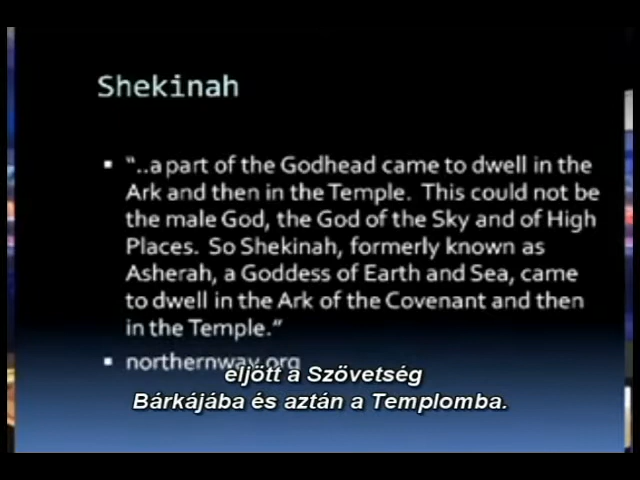 Shekinah
▪ “..a part of the Godhead came to dwell in the
Ark and then in the Temple. This could not be
the male God, the God of the Sky and of High
Places. So Shekinah, formerly known as
Asherah, a Goddess of Earth and Sea, came
to dwell in the Ark of the Covenant and then
in the Temple.”
▪ northernway.org
eljött a Szövetség
Bárkájába és aztán a Templomba.